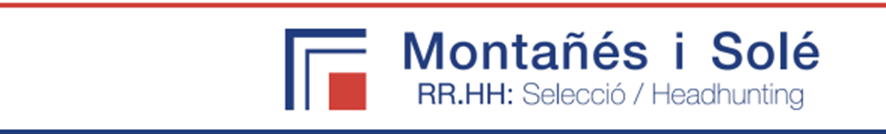 Montañés i Solé
RR.HH: Selecció / Headhunting